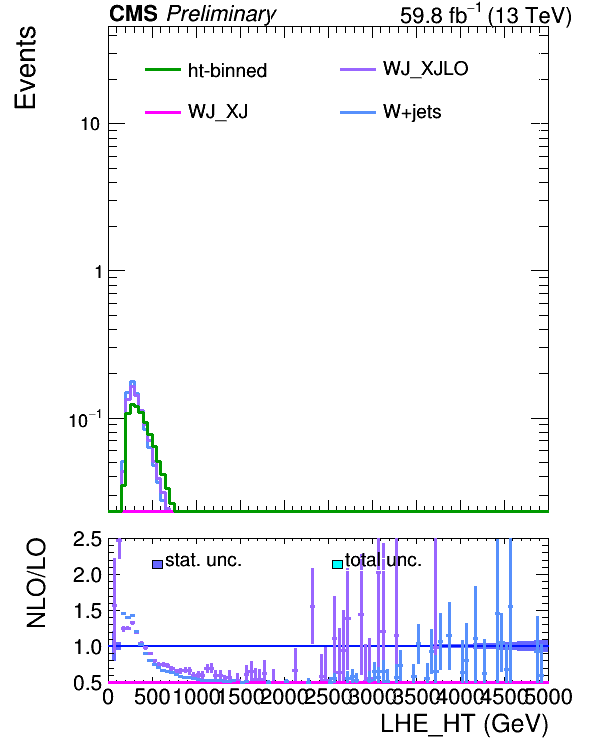 CMS Preliminary 59.8 fb⁻¹ (13 TeV)
Events
ht-binned WJ_XJLO
WJ_XJ W+jets
10
1
10⁻¹
NLO/LO
stat. unc. total unc.
2.5
2.0
1.5
1.0
0.5
0 500 1000 1500 2000 2500 3000 3500 4000 4500 5000
LHE_HT (GeV)